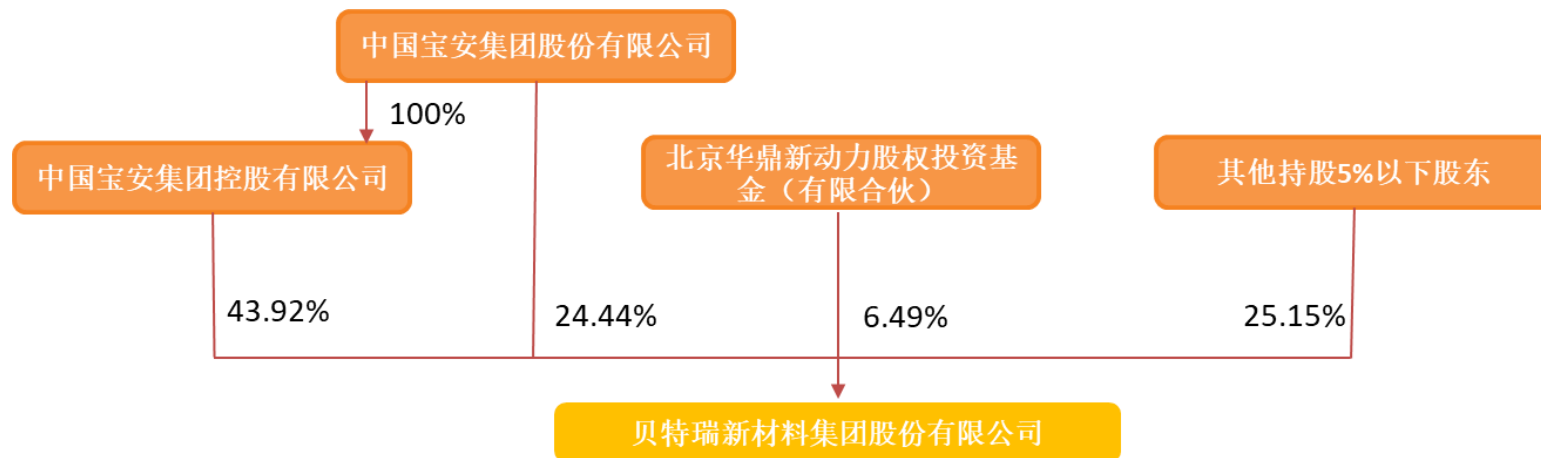 中国宝安集团股份有限公司
100%
中国宝安集团控股有限公司
北京华鼎新动力股权投资基
金（有限合伙）
其他持股5%以下股东
43.92%
24.44%
6.49%
25.15%
贝特瑞新材料集团股份有限公司